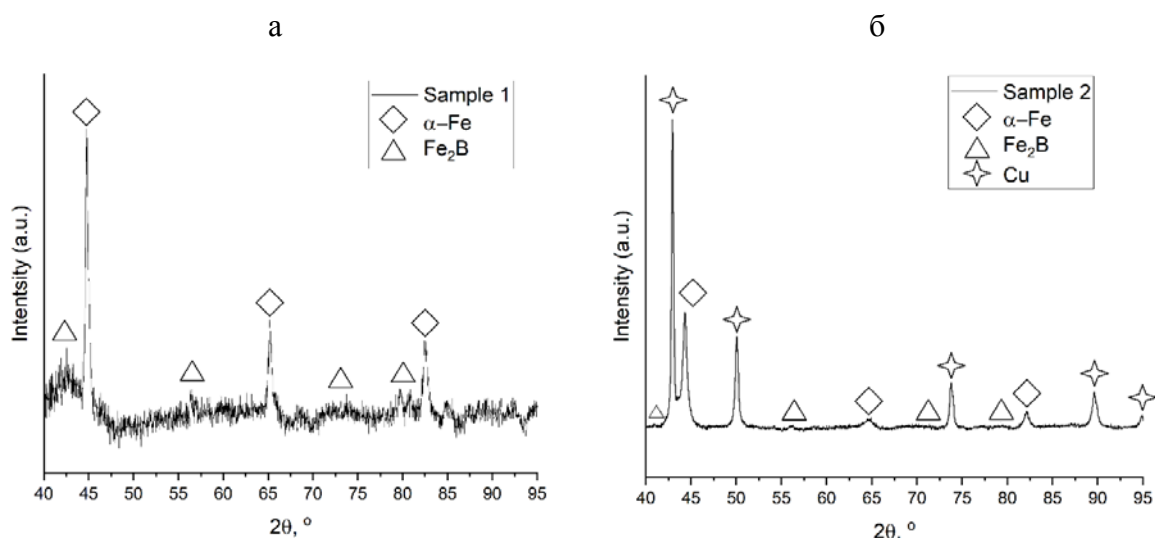 а
Sample 1
α–Fe
Fe₂B
Intentsity (a.u.)
40 45 50 55 60 65 70 75 80 85 90 95
2θ, °
б
Sample 2
α–Fe
Fe₂B
Cu
Intensity (a.u.)
40 45 50 55 60 65 70 75 80 85 90 95
2θ, °